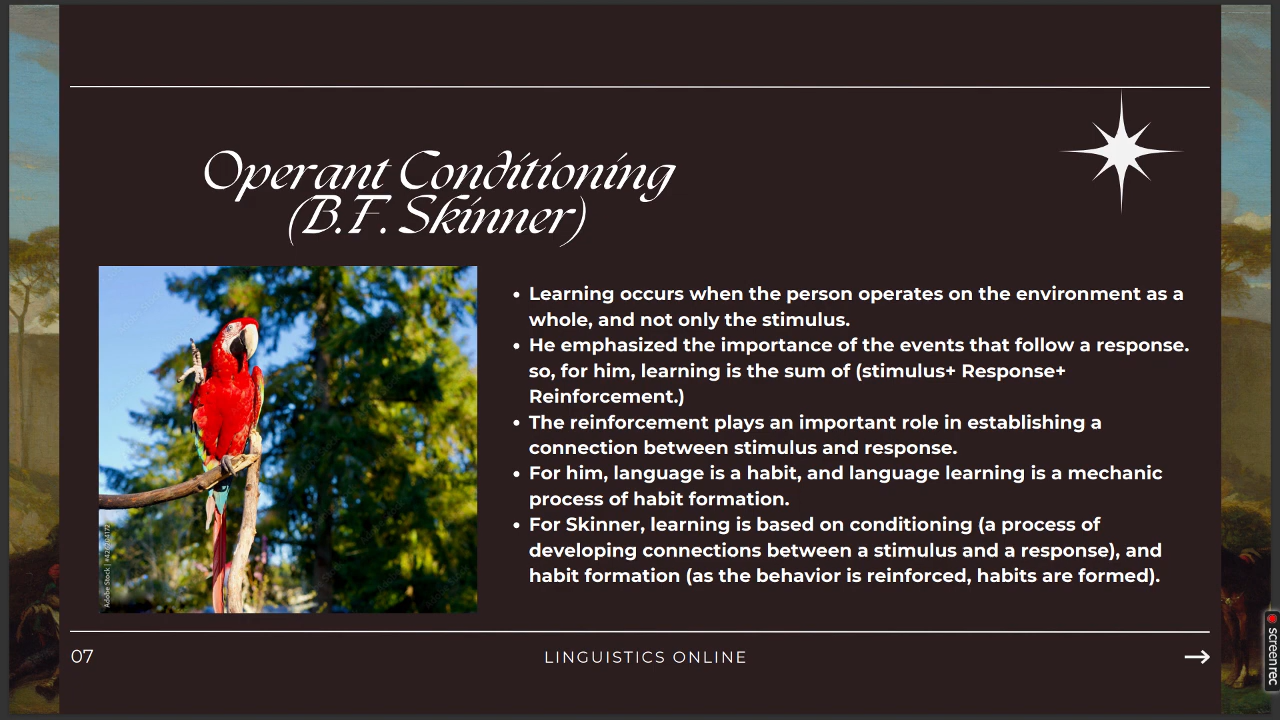 Operant Conditioning
(B.F. Skinner)
• Learning occurs when the person operates on the environment as a
whole, and not only the stimulus.
• He emphasized the importance of the events that follow a response.
so, for him, learning is the sum of (stimulus+ Response+
Reinforcement.)
• The reinforcement plays an important role in establishing a
connection between stimulus and response.
• For him, language is a habit, and language learning is a mechanic
process of habit formation.
• For Skinner, learning is based on conditioning (a process of
developing connections between a stimulus and a response), and
habit formation (as the behavior is reinforced, habits are formed).
07
LINGUISTICS ONLINE
screenrec